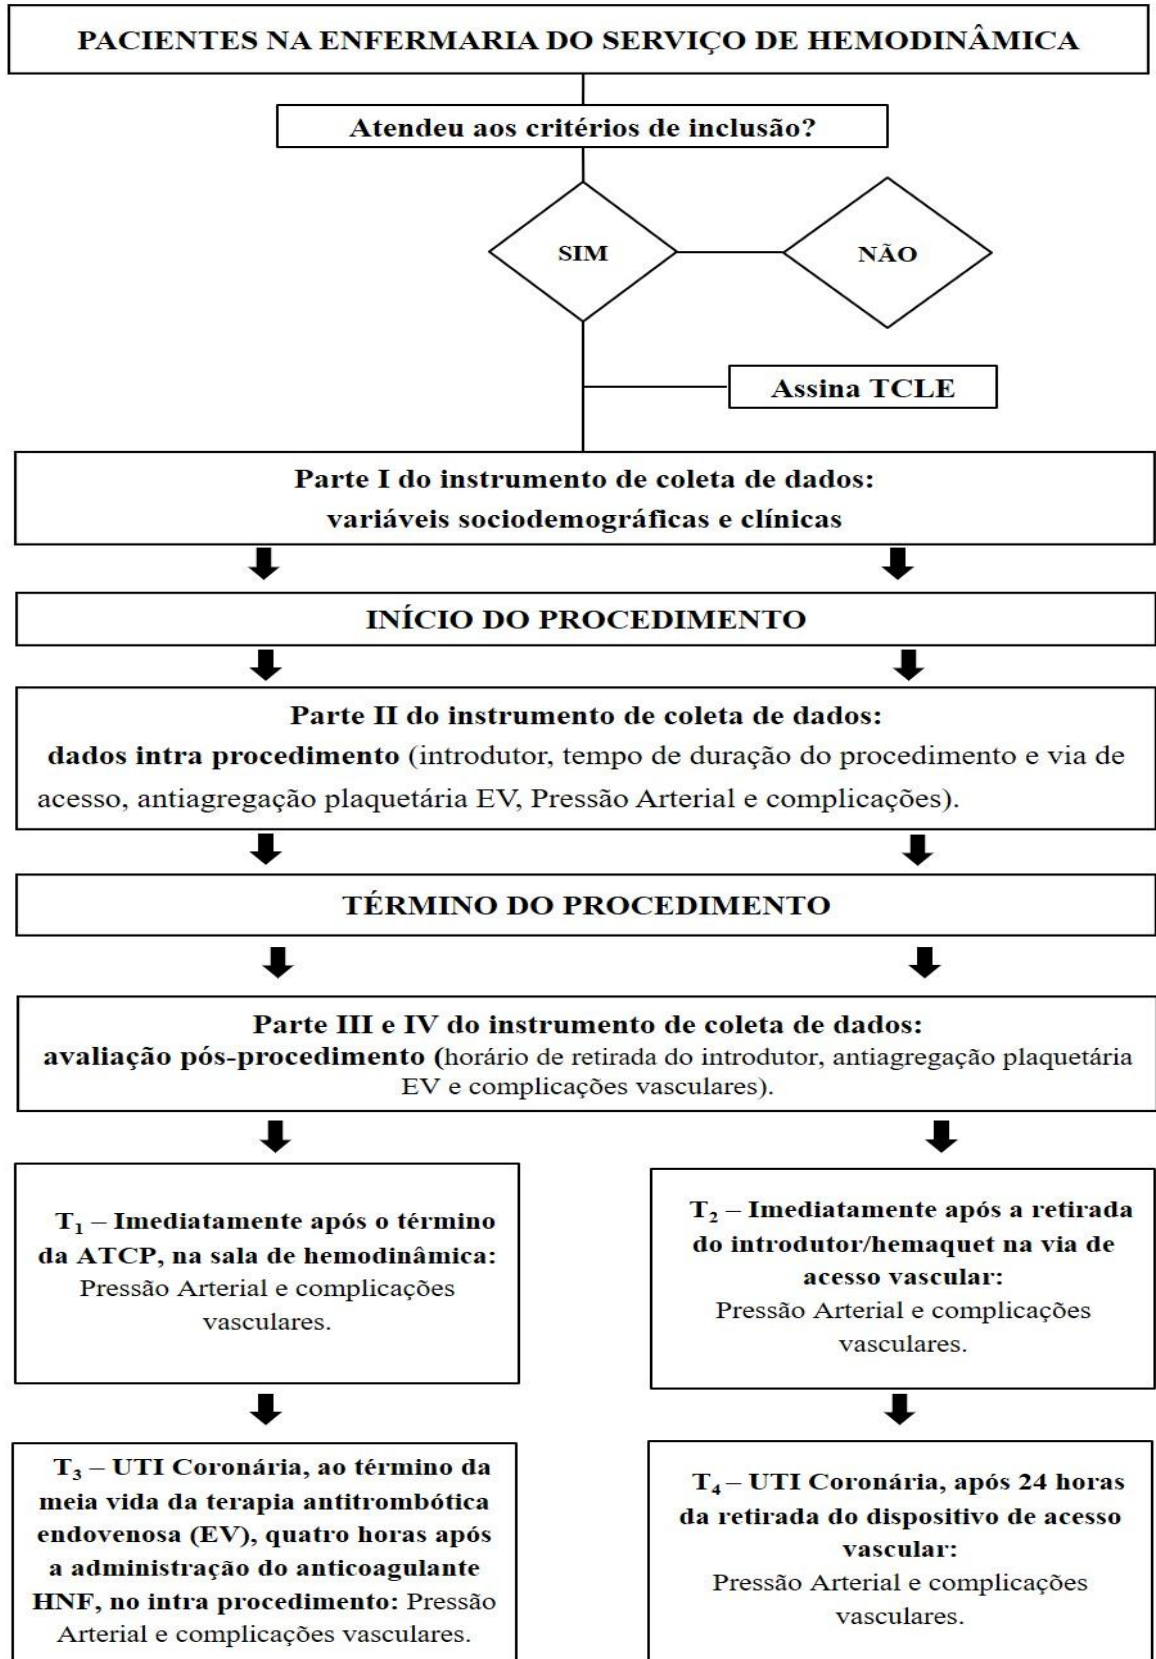 PACIENTES NA ENFERMARIA DO SERVIÇO DE HEMODINÂMICA
Atendeu aos critérios de inclusão?
SIM
NÃO
Assina TCLE
Parte I do instrumento de coleta de dados:
variáveis sociodemográficas e clínicas
INÍCIO DO PROCEDIMENTO
Parte II do instrumento de coleta de dados:
dados intra procedimento (introdutor, tempo de duração do procedimento e via de
acesso, antiagregação plaquetária EV, Pressão Arterial e complicações).
TÉRMINO DO PROCEDIMENTO
Parte III e IV do instrumento de coleta de dados:
avaliação pós-procedimento (horário de retirada do introdutor, antiagregação plaquetária
EV e complicações vasculares).
T₁ – Imediatamente após o término
da ATCP, na sala de hemodinâmica:
Pressão Arterial e complicações
vasculares.
T₂ – Imediatamente após a retirada
do introdutor/hemaquet na via de
acesso vascular:
Pressão Arterial e complicações
vasculares.
T₃ – UTI Coronária, ao término da
meia vida da terapia antitrombótica
endovenosa (EV), quatro horas após
a administração do anticoagulante
HNF, no intra procedimento: Pressão
Arterial e complicações vasculares.
T₄ – UTI Coronária, após 24 horas
da retirada do dispositivo de acesso
vascular:
Pressão Arterial e complicações
vasculares.